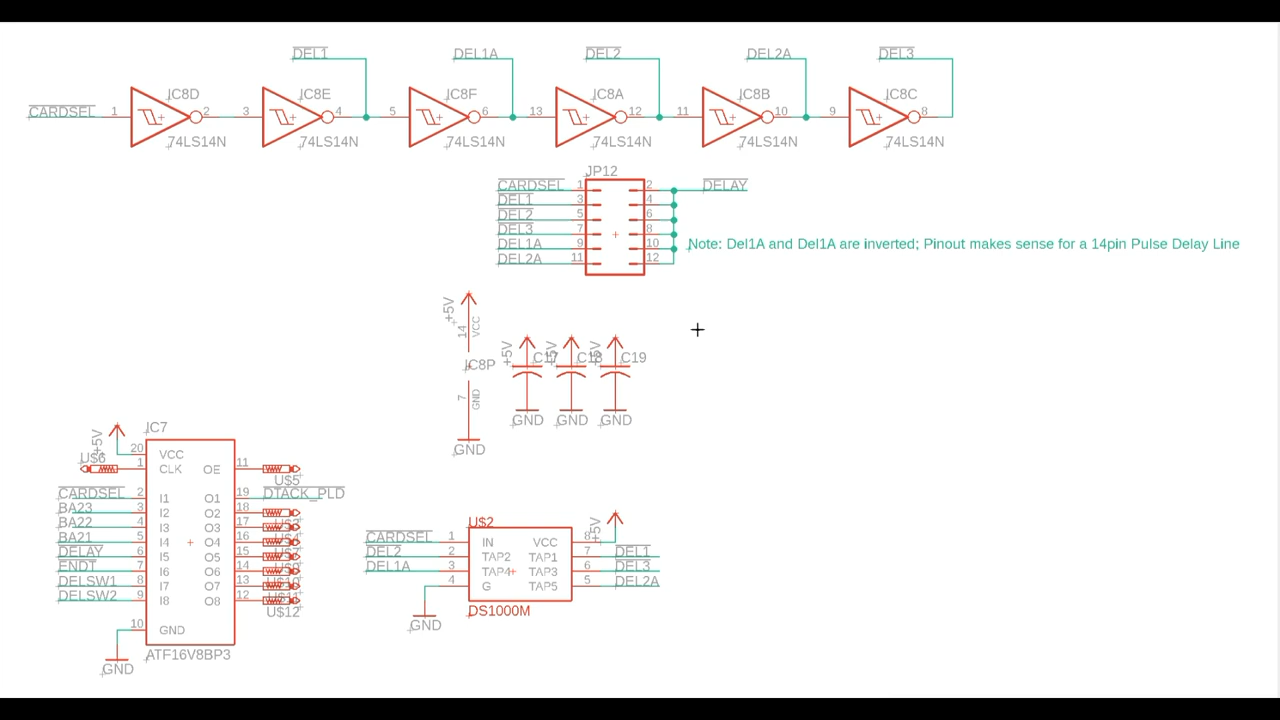 DEL1 DEL1A DEL2 DEL2A DEL3
IC8D IC8E IC8F IC8A IC8B IC8C
CARDSEL 1 2 3 4 5 6 13 12 11 10 9 8
74LS14N 74LS14N 74LS14N 74LS14N 74LS14N 74LS14N
JP12
CARDSEL 1 2 DELAY
DEL1 3 4
DEL2 5 6
DEL3 7 8
DEL1A 9 10 Note: Del1A and Del1A are inverted; Pinout makes sense for a 14pin Pulse Delay Line
DEL2A 11 12
+5V 14 VCC
IC8P
7 GND
GND
+5V +5V +5V
C17 C18 C19
GND GND GND
IC7
+5V 20 VCC
U$6 1 CLK OE 11
U$5
CARDSEL 2 I1 O1 19 DTACK_PLD
BA23 3 I2 O2 18
BA22 4 I3 O3 17
BA21 5 I4 O4 16
DELAY 6 I5 O5 15
ENDT 7 I6 O6 14
DELSW1 8 I7 O7 13
DELSW2 9 I8 O8 12
U$12
10 GND
ATF16V8BP3
GND
U$2
+5V
CARDSEL 1 IN VCC 8
DEL2 2 TAP2 TAP1 7 DEL1
DEL1A 3 TAP4 TAP3 6 DEL3
4 G TAP5 5 DEL2A
DS1000M
GND